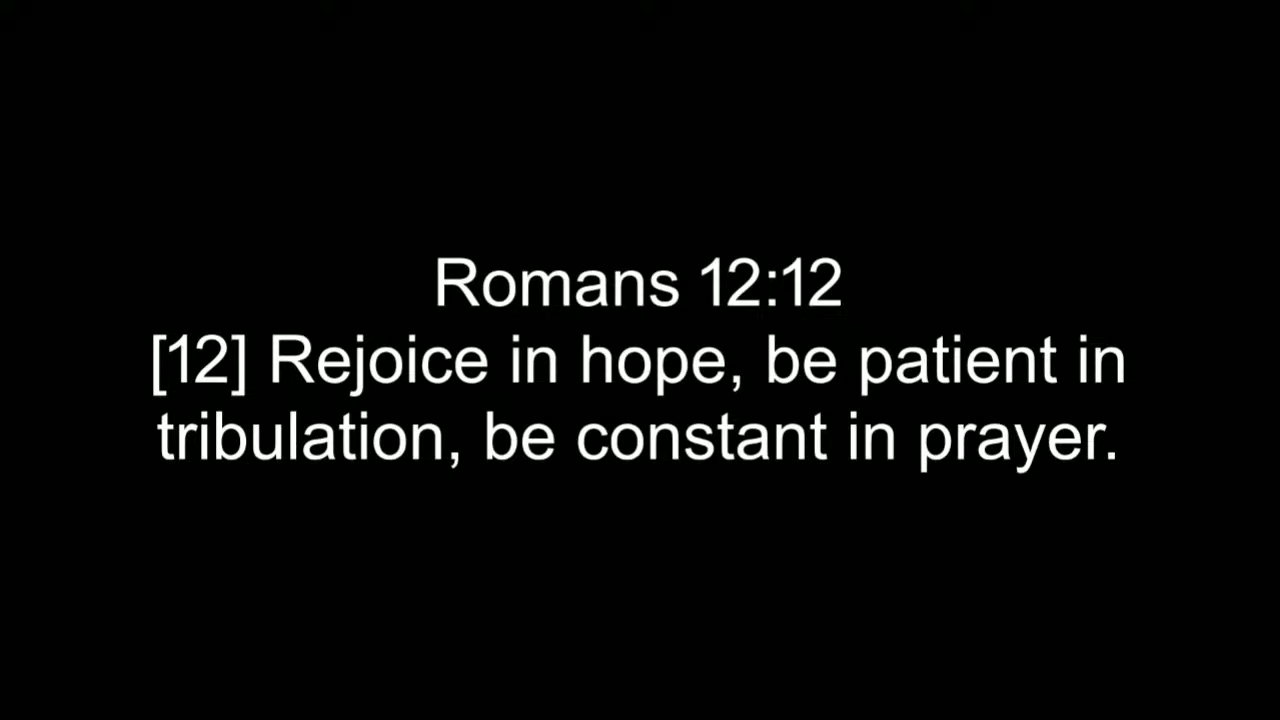 Romans 12:12
[12] Rejoice in hope, be patient in
tribulation, be constant in prayer.